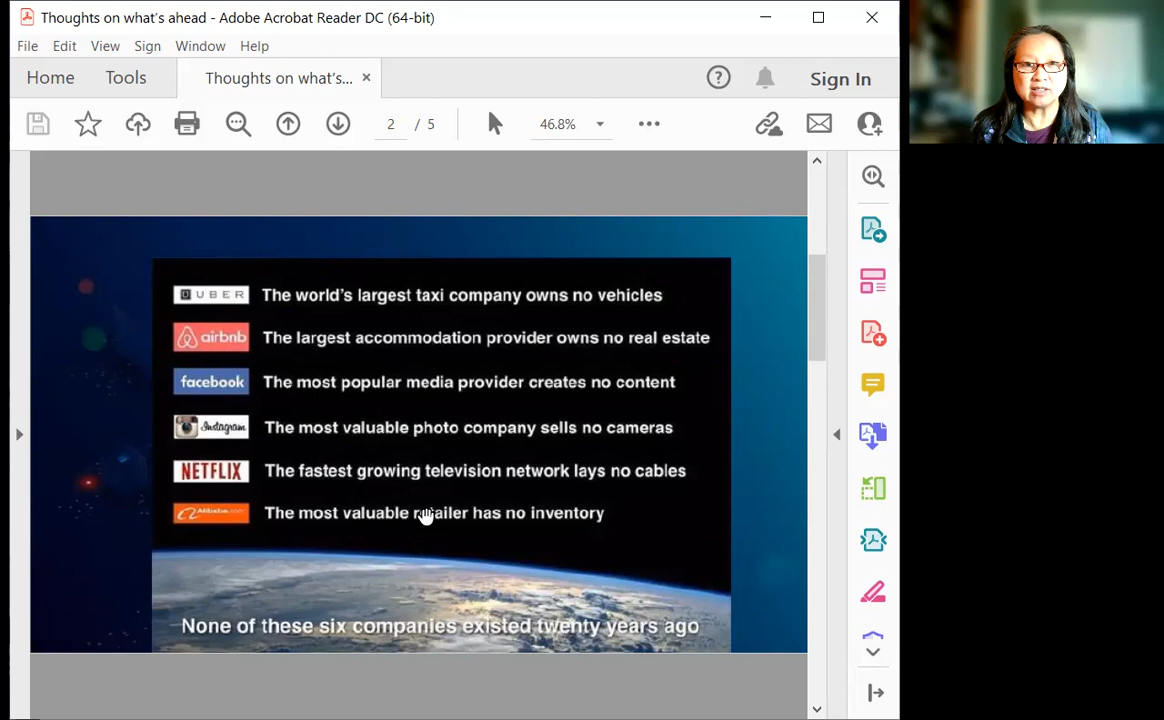 Thoughts on what's ahead - Adobe Acrobat Reader DC (64-bit)
File Edit View Sign Window Help
Home Tools Thoughts on what's... × Sign In
2 / 5 46.8%
UBER The world's largest taxi company owns no vehicles
airbnb The largest accommodation provider owns no real estate
facebook The most popular media provider creates no content
Instagram The most valuable photo company sells no cameras
NETFLIX The fastest growing television network lays no cables
Alibaba.com The most valuable retailer has no inventory
None of these six companies existed twenty years ago